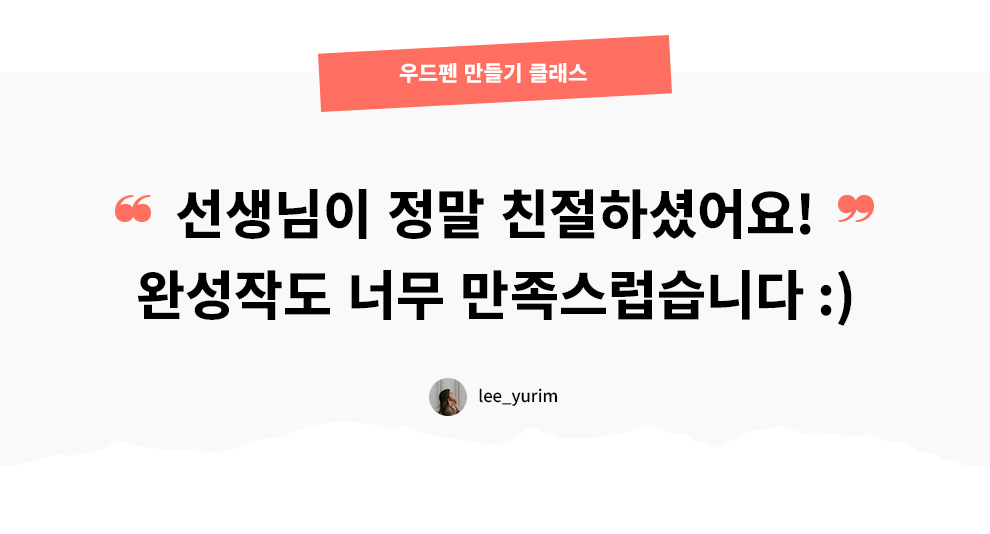 우드펜 만들기 클래스
“ 선생님이 정말 친절하셨어요! ”
완성작도 너무 만족스럽습니다 :)
lee_yurim